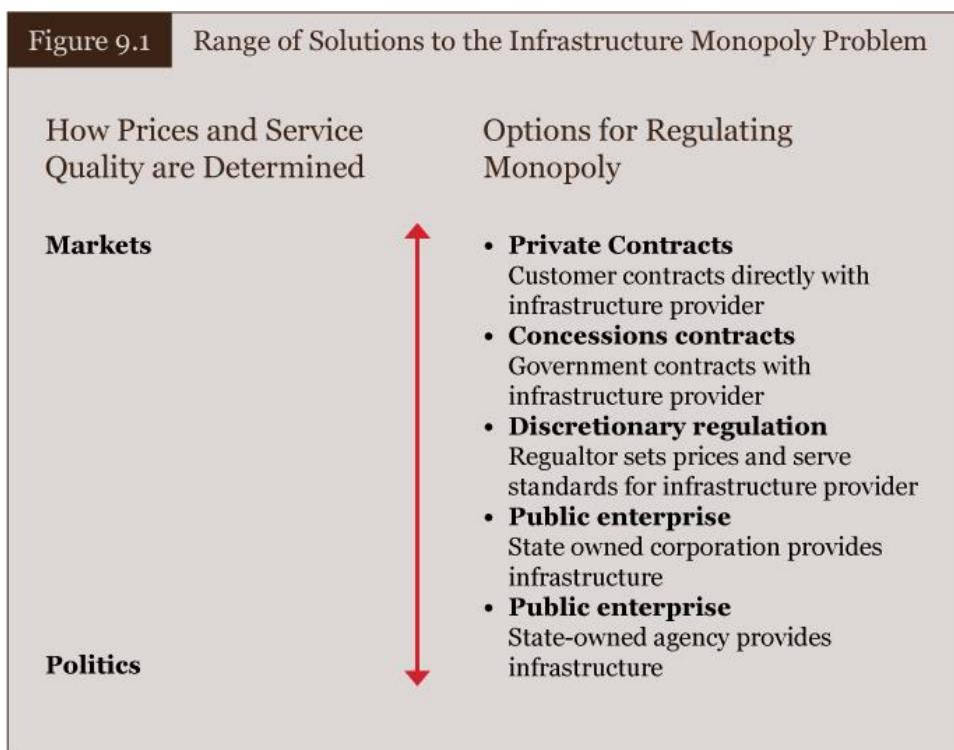 Figure 9.1 Range of Solutions to the Infrastructure Monopoly Problem
How Prices and Service
Quality are Determined
Options for Regulating
Monopoly
Markets
• Private Contracts
Customer contracts directly with
infrastructure provider
• Concessions contracts
Government contracts with
infrastructure provider
• Discretionary regulation
Regualtor sets prices and serve
standards for infrastructure provider
• Public enterprise
State owned corporation provides
infrastructure
• Public enterprise
State-owned agency provides
infrastructure
Politics